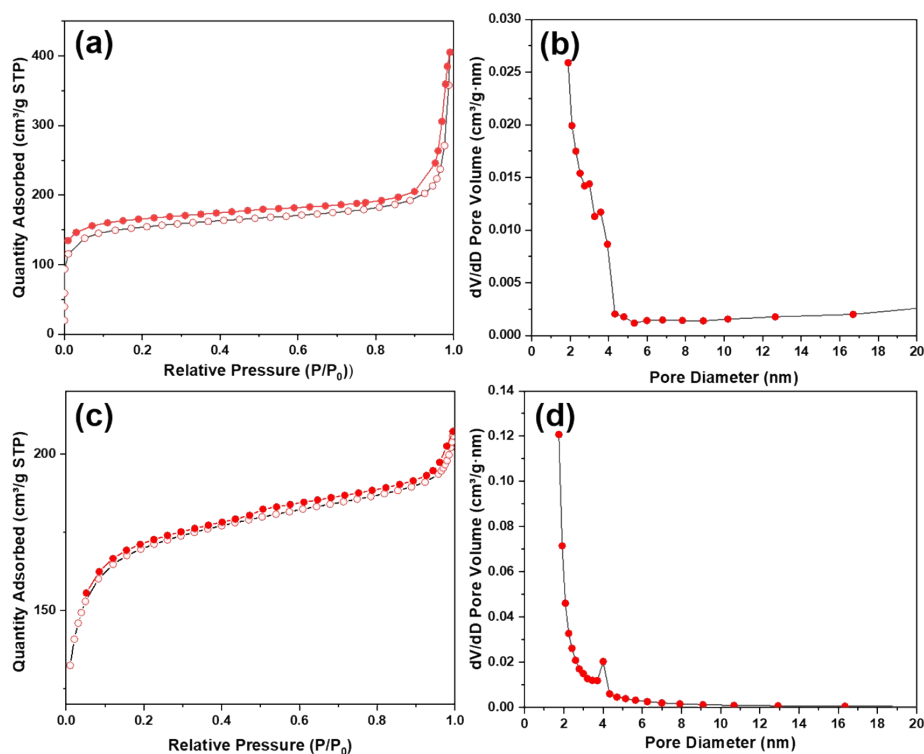 (a)
Quantity Adsorbed (cm³/g STP)
400
300
200
100
0
0.0 0.2 0.4 0.6 0.8 1.0
Relative Pressure (P/P₀))
(b)
dV/dD Pore Volume (cm³/g·nm)
0.030
0.025
0.020
0.015
0.010
0.005
0.000
0 2 4 6 8 10 12 14 16 18 20
Pore Diameter (nm)
(c)
Quantity Adsorbed (cm³/g STP)
200
150
0.0 0.2 0.4 0.6 0.8 1.0
Relative Pressure (P/P₀)
(d)
dV/dD Pore Volume (cm³/g·nm)
0.14
0.12
0.10
0.08
0.06
0.04
0.02
0.00
0 2 4 6 8 10 12 14 16 18 20
Pore Diameter (nm)